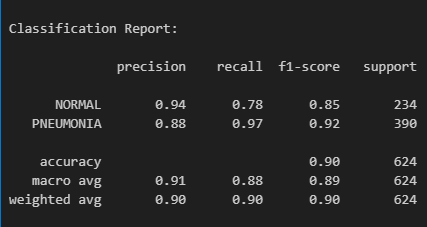 Classification Report:
precision recall f1-score support
NORMAL 0.94 0.78 0.85 234
PNEUMONIA 0.88 0.97 0.92 390
accuracy 0.90 624
macro avg 0.91 0.88 0.89 624
weighted avg 0.90 0.90 0.90 624